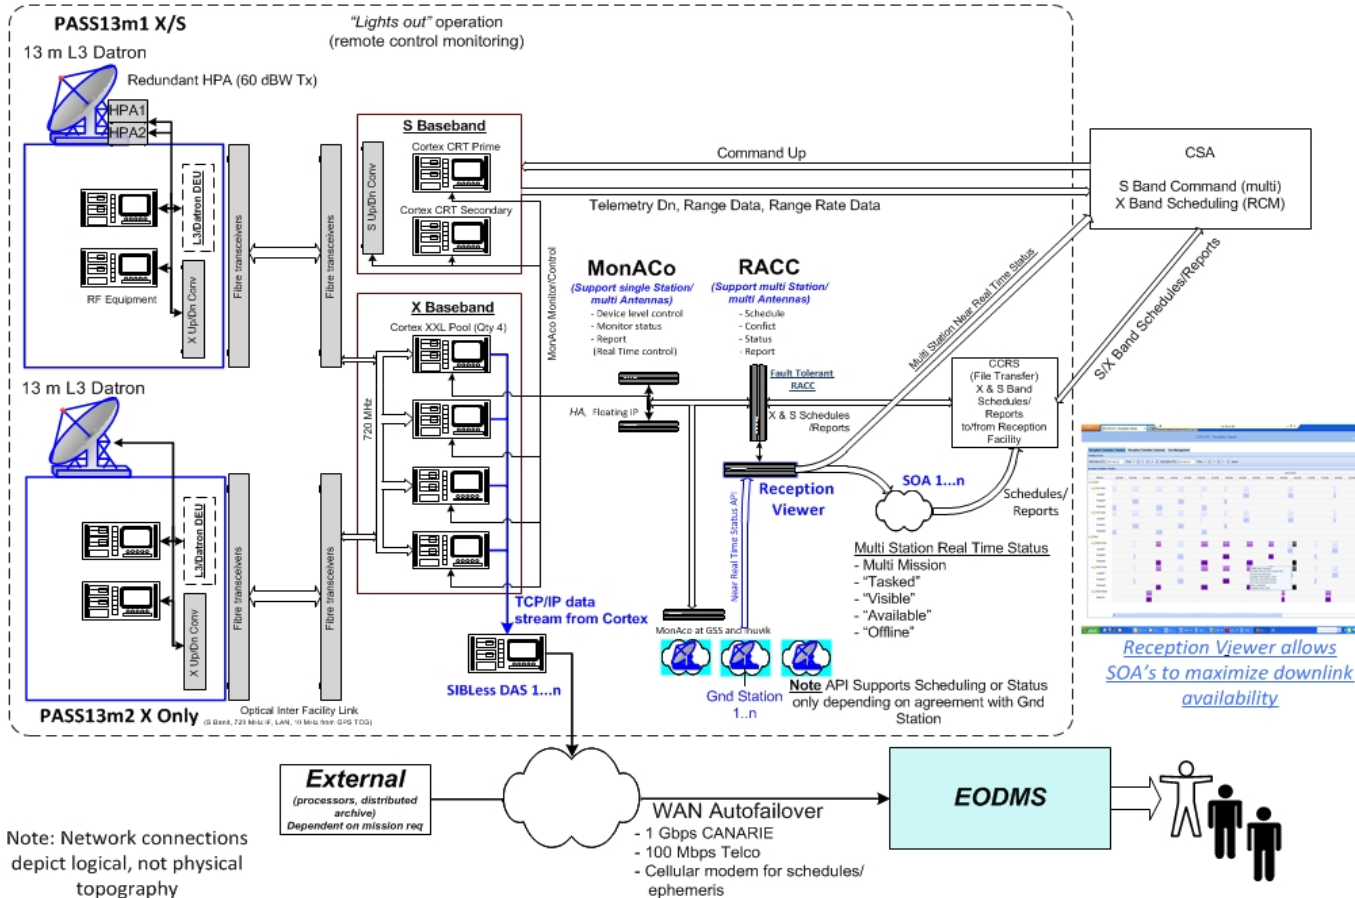 PASS13m1 X/S
"Lights out" operation
(remote control monitoring)
13 m L3 Datron
Redundant HPA (60 dBW Tx)
HPA1
HPA2
L3/Datron DEU
RF Equipment
X Up/Dn Conv
Fibre transceivers
Fibre transceivers
S Baseband
Cortex CRT Prime
Cortex CRT Secondary
S Up/Dn Conv
Command Up
Telemetry Dn, Range Data, Range Rate Data
CSA
S Band Command (multi)
X Band Scheduling (RCM)
MonAco Monitor/Control
X Baseband
Cortex XXL Pool (Qty 4)
720 MHz
MonACo
(Support single Station/
multi Antennas)
- Device level control
- Monitor status
- Report
(Real Time control)
HA, Floating IP
RACC
(Support multi Station/
multi Antennas)
- Schedule
- Confict
- Status
- Report
Fault Tolerant
RACC
X & S Schedules
/Reports
Multi Station Near Real Time Status
S/X Band Schedules/Reports
CCRS
(File Transfer)
X & S Band
Schedules/
Reports
to/from Reception
Facility
Reception
Viewer
SOA 1...n
Schedules/
Reports
Near Real Time Status API
Multi Station Real Time Status
- Multi Mission
- "Tasked"
- "Visible"
- "Available"
- "Offline"
MonAco at GSS and Inuvik
Gnd Station
1..n
Note API Supports Scheduling or Status
only depending on agreement with Gnd
Station
Reception Viewer allows
SOA's to maximize downlink
availability
13 m L3 Datron
L3/Datron DEU
X Up/Dn Conv
Fibre transceivers
Fibre transceivers
PASS13m2 X Only
Optical Inter Facility Link
(S Band, 720 MHz IF, LAN, 10 MHz from GPS TCG)
TCP/IP data
stream from Cortex
SIBLess DAS 1...n
External
(processors, distributed
archive)
Dependent on mission req
WAN Autofailover
- 1 Gbps CANARIE
- 100 Mbps Telco
- Cellular modem for schedules/
ephemeris
EODMS
Note: Network connections
depict logical, not physical
topography